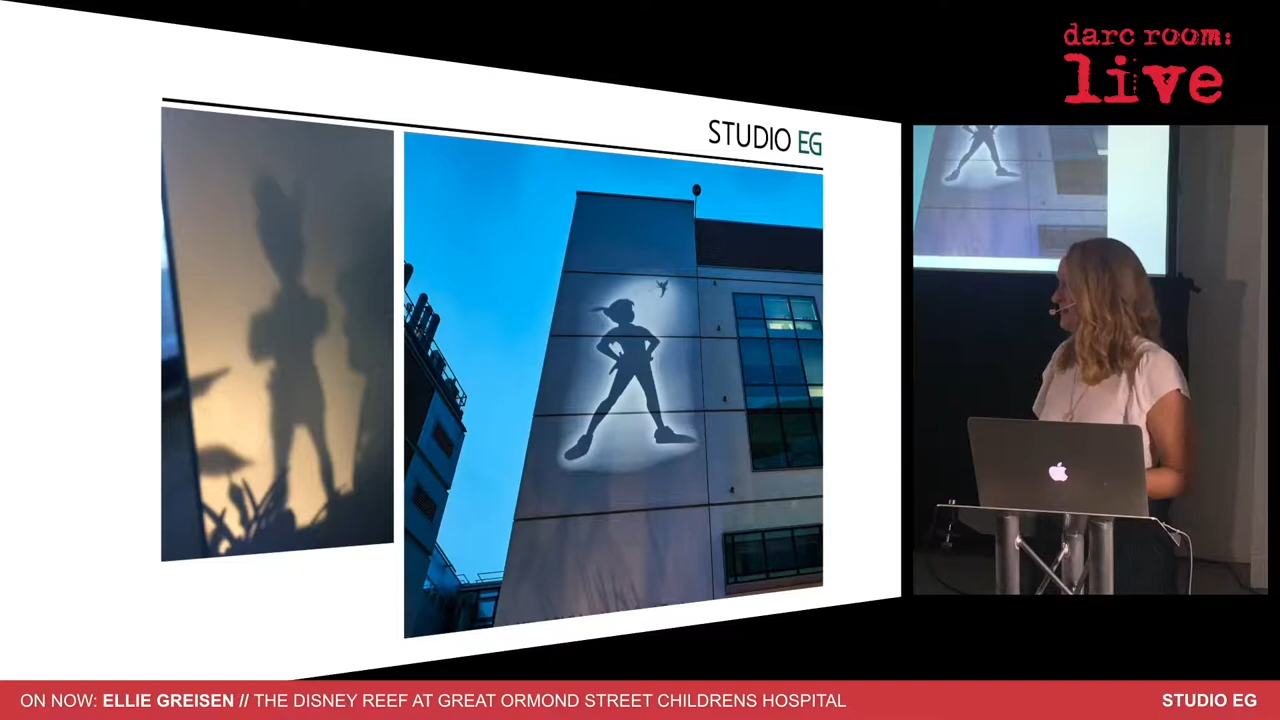 darc room:
live
STUDIO EG
ON NOW: ELLIE GREISEN // THE DISNEY REEF AT GREAT ORMOND STREET CHILDRENS HOSPITAL
STUDIO EG